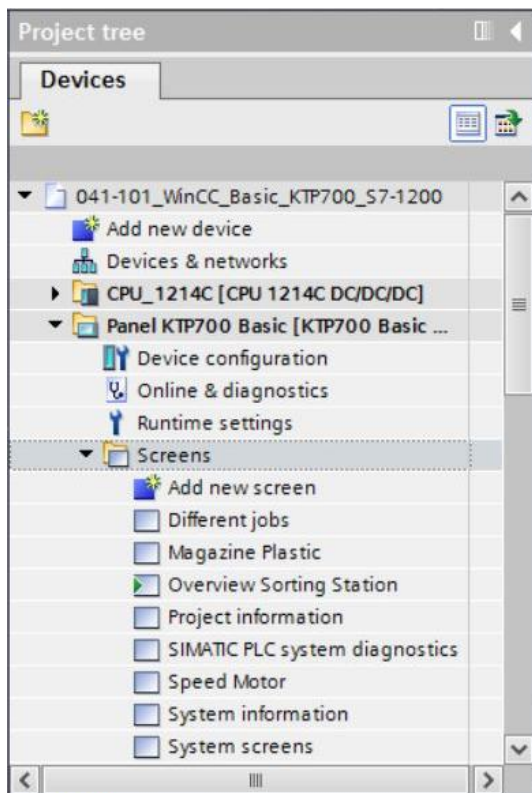 Project tree
Devices
041-101_WinCC_Basic_KTP700_S7-1200
Add new device
Devices & networks
CPU_1214C [CPU 1214C DC/DC/DC]
Panel KTP700 Basic [KTP700 Basic ...
Device configuration
Online & diagnostics
Runtime settings
Screens
Add new screen
Different jobs
Magazine Plastic
Overview Sorting Station
Project information
SIMATIC PLC system diagnostics
Speed Motor
System information
System screens